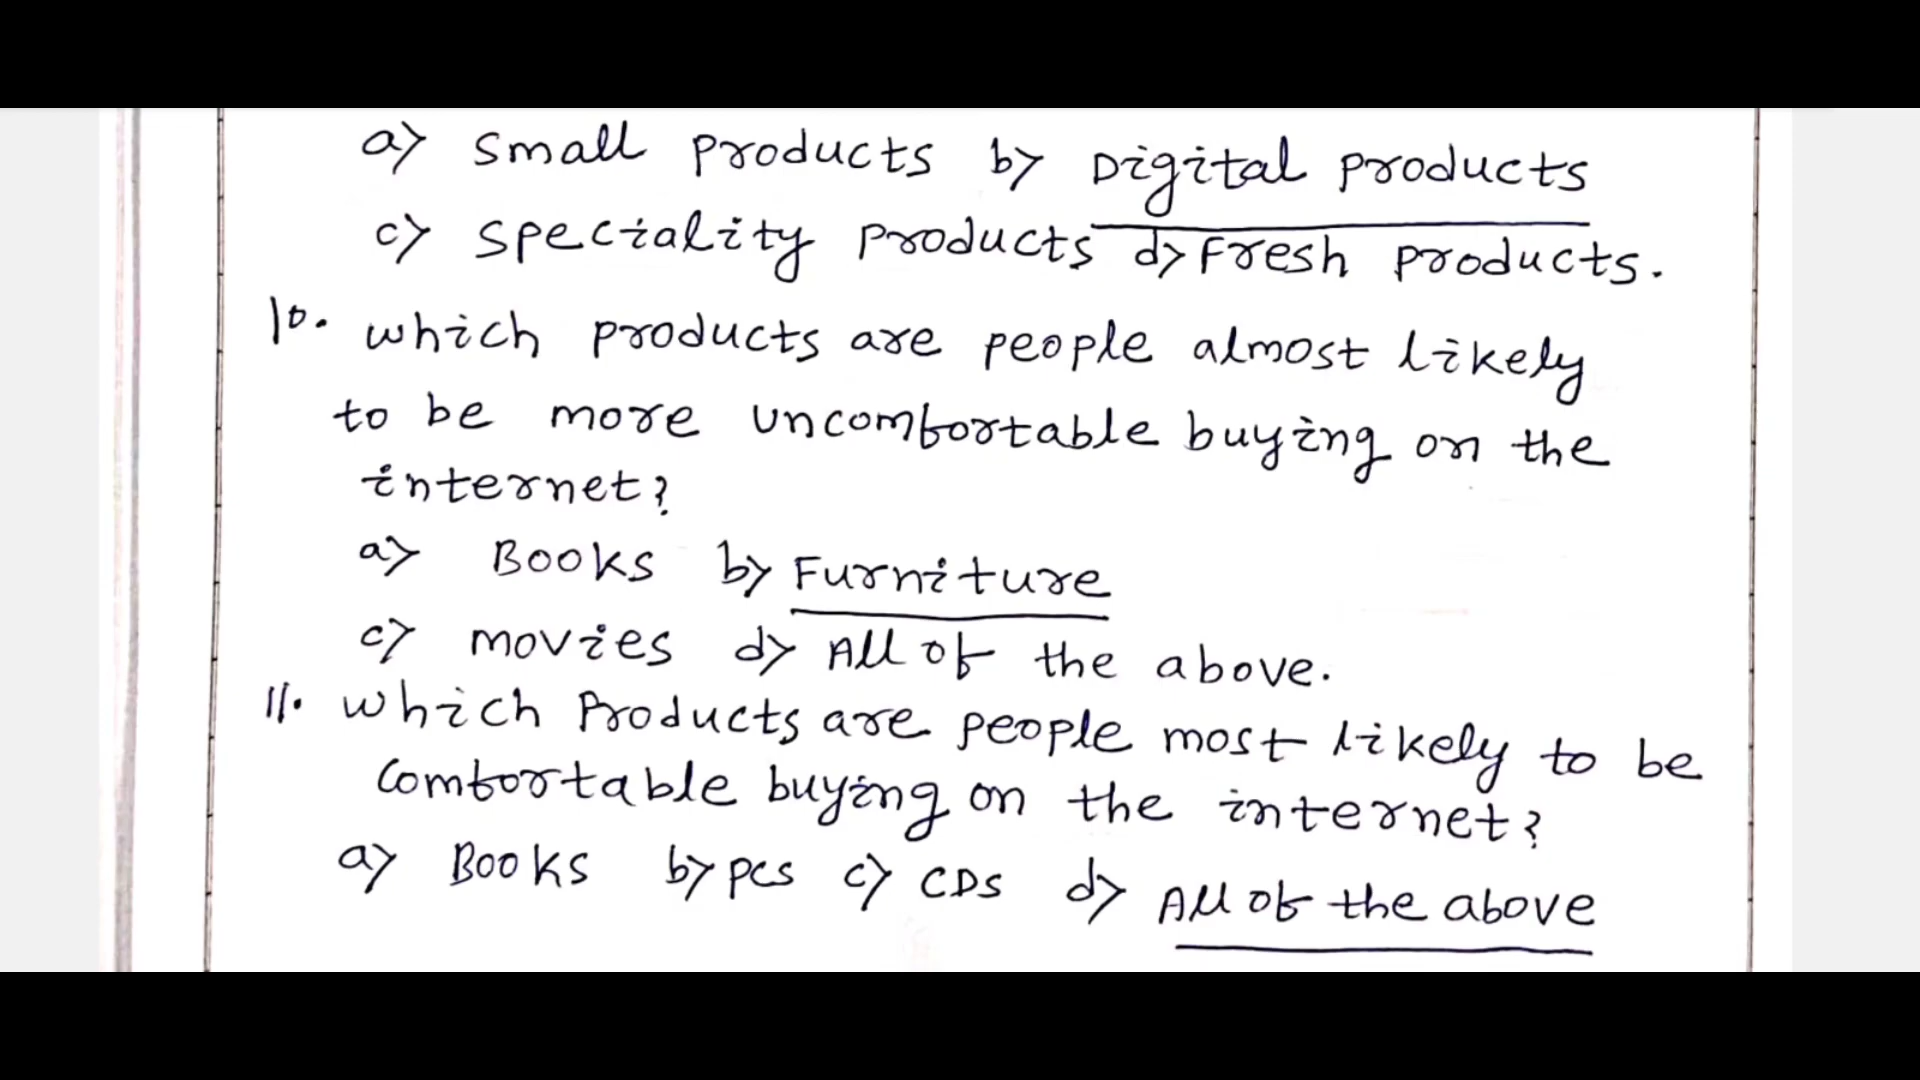 a) small products b) Digital products
c) speciality products d) Fresh products.
10. which products are people almost likely
to be more uncomfortable buying on the
internet?
a) Books b) Furniture
c) movies d) All of the above.
11. which Products are people most likely to be
comfortable buying on the internet?
a) Books b) PCS c) CDS d) All of the above